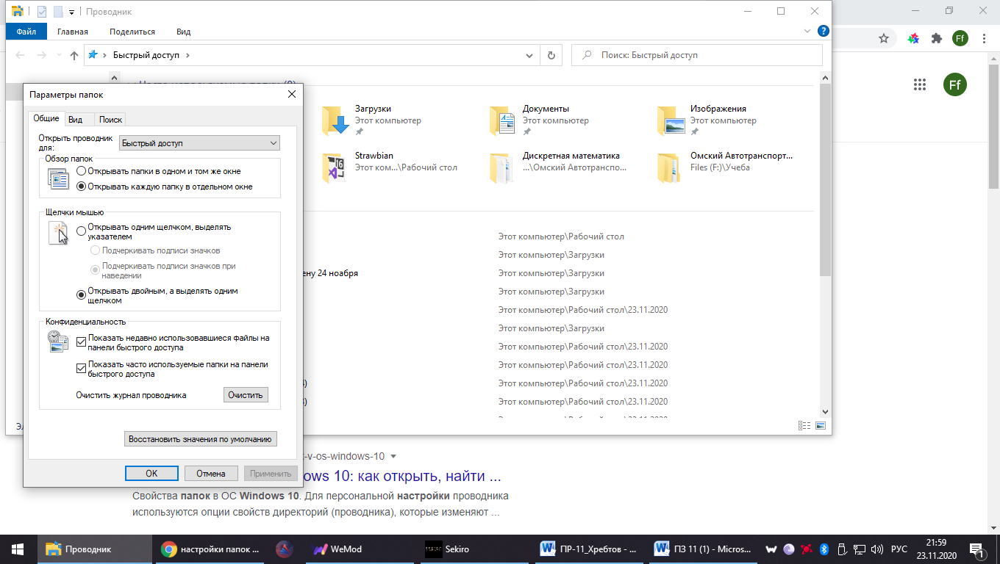 Проводник
Файл
Главная
Поделиться
Вид
Быстрый доступ
Поиск: Быстрый доступ
Ff
Ff
Параметры папок
Общие
Вид
Поиск
Открыть проводник
для:
Быстрый доступ
Обзор папок
Открывать папки в одном и том же окне
Открывать каждую папку в отдельном окне
Щелчки мышью
Открывать одним щелчком, выделять
указателем
Подчеркивать подписи значков
Подчеркивать подписи значков при
наведении
Открывать двойным, а выделять одним
щелчком
Конфиденциальность
Показать недавно использовавшиеся файлы на
панели быстрого доступа
Показать часто используемые папки на панели
быстрого доступа
Очистить журнал проводника
Очистить
Восстановить значения по умолчанию
OK
Отмена
Применить
Загрузки
Этот компьютер
Документы
Этот компьютер
Изображения
Этот компьютер
Strawbian
Этот ком...\Рабочий стол
Дискретная математика
...\Омский Автотранспо...
Омский Автотранспорт...
Files (F:)\Учеба
Этот компьютер\Рабочий стол
Этот компьютер\Загрузки
ену 24 ноября
Этот компьютер\Загрузки
Этот компьютер\Загрузки
Этот компьютер\Рабочий стол\23.11.2020
Этот компьютер\Загрузки
Этот компьютер\Рабочий стол\23.11.2020
Этот компьютер\Рабочий стол\23.11.2020
Этот компьютер\Рабочий стол\23.11.2020
Этот компьютер\Рабочий стол\23.11.2020
-v-os-windows-10
ows 10: как открыть, найти ...
Свойства папок в ОС Windows 10. Для персональной настройки проводника
используются опции свойств директорий (проводника), которые изменяют ...
Проводник
настройки папок ...
WeMod
Sekiro
ПР-11_Хребтов - ...
ПЗ 11 (1) - Micros...
РУС
21:59
23.11.2020
1